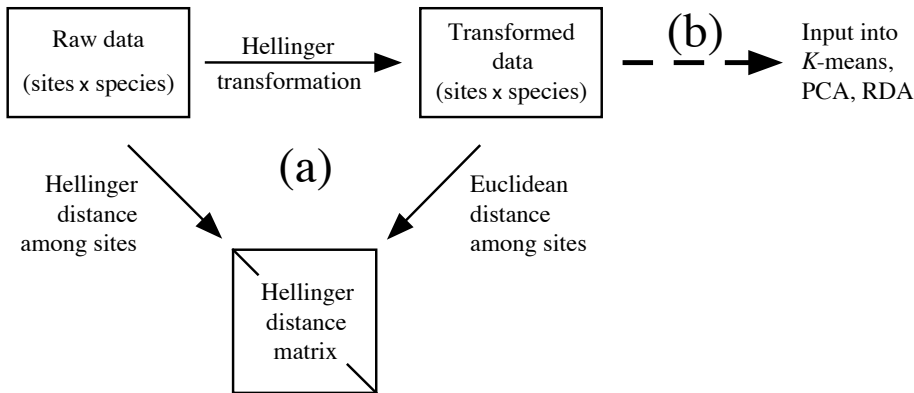 Raw data
(sites x species)
Hellinger
transformation
Transformed
data
(sites x species)
(b)
Input into
K-means,
PCA, RDA
(a)
Hellinger
distance
among sites
Euclidean
distance
among sites
Hellinger
distance
matrix